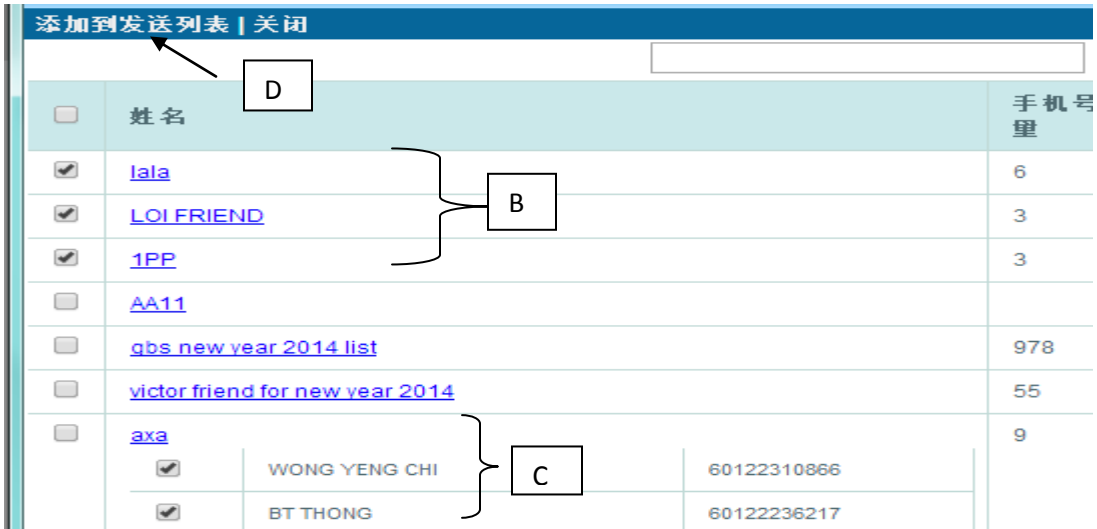 添加到发送列表 | 关闭
D
姓名
手机号
量
lala
6
LOI FRIEND
3
B
1PP
3
AA11
gbs new year 2014 list
978
victor friend for new year 2014
55
axa
9
WONG YENG CHI
60122310866
C
BT THONG
60122236217